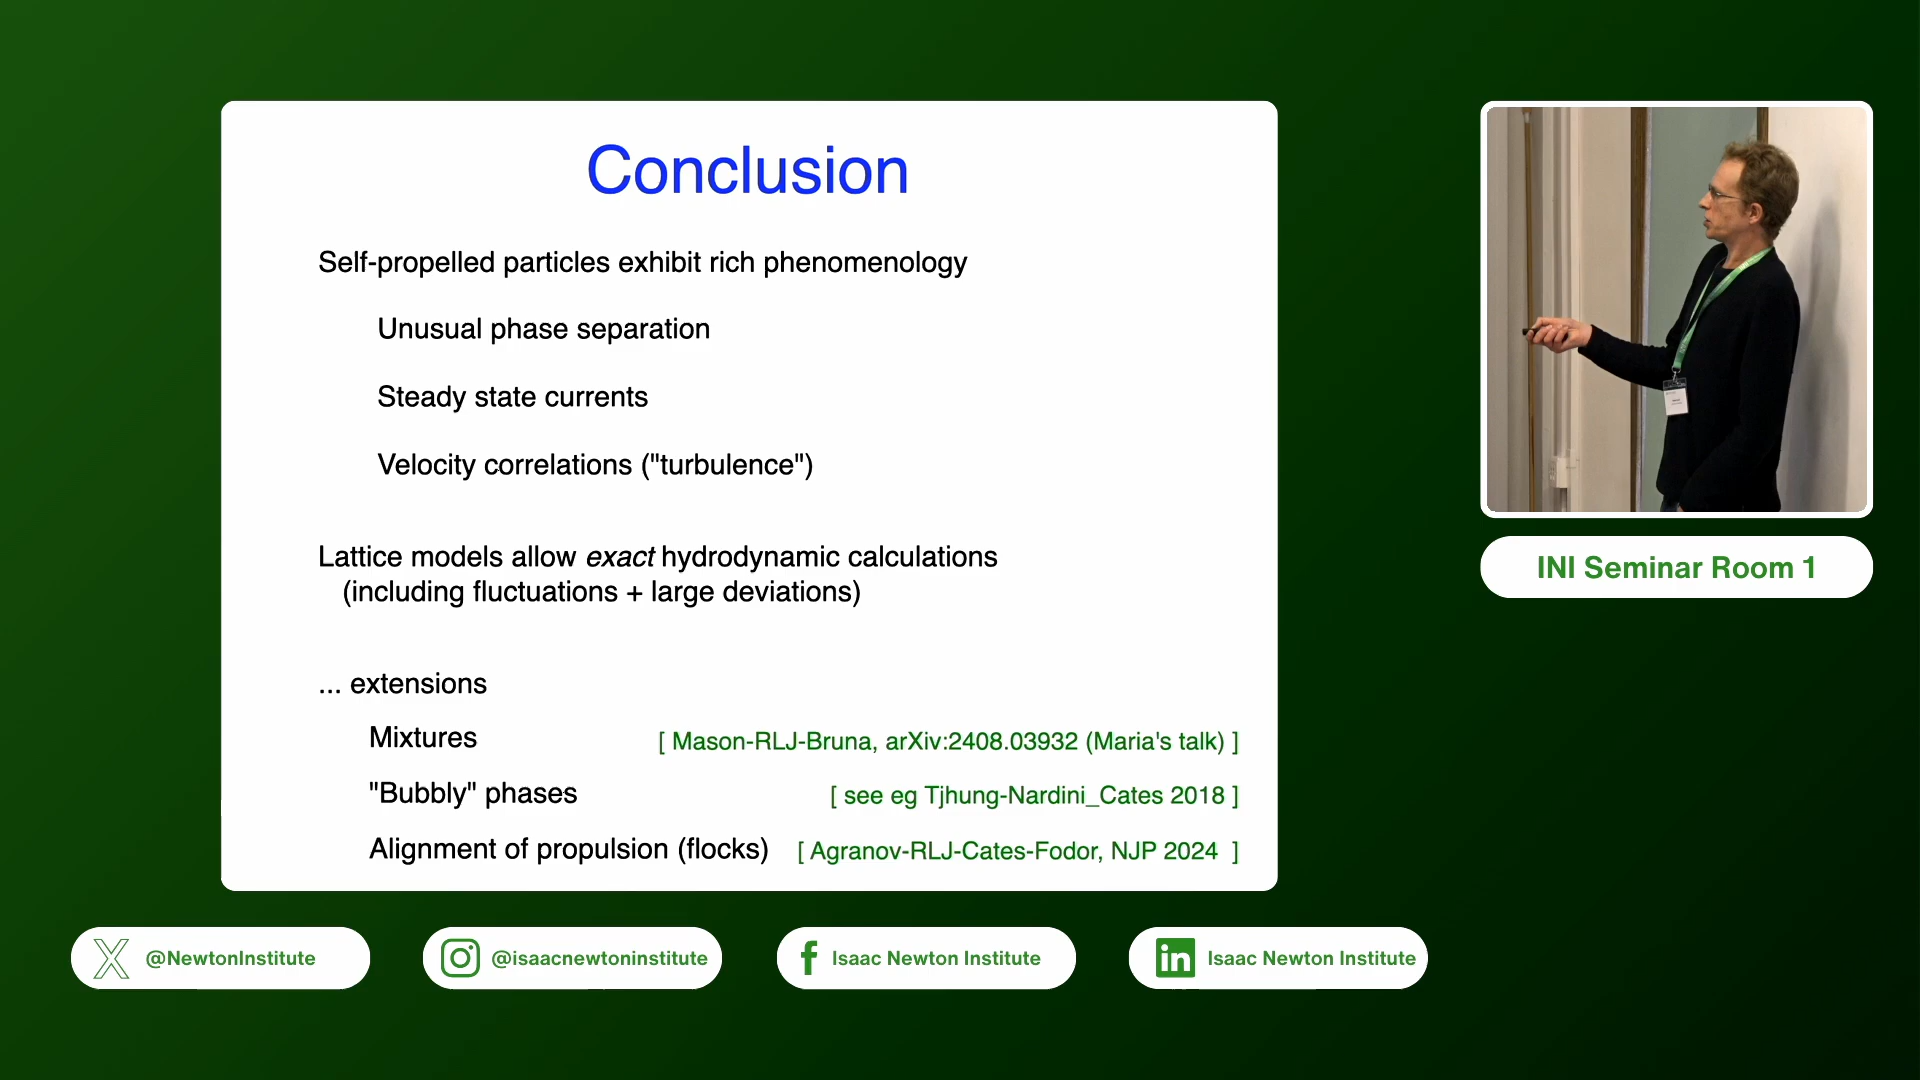 Conclusion
Self-propelled particles exhibit rich phenomenology
Unusual phase separation
Steady state currents
Velocity correlations ("turbulence")
Lattice models allow exact hydrodynamic calculations
(including fluctuations + large deviations)
... extensions
Mixtures [ Mason-RLJ-Bruna, arXiv:2408.03932 (Maria's talk) ]
"Bubbly" phases [ see eg Tjhung-Nardini_Cates 2018 ]
Alignment of propulsion (flocks) [ Agranov-RLJ-Cates-Fodor, NJP 2024 ]
INI Seminar Room 1
@NewtonInstitute
@isaacnewtoninstitute
Isaac Newton Institute
Isaac Newton Institute